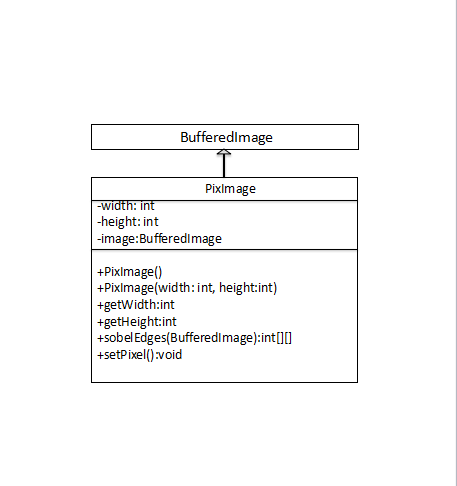 BufferedImage
PixImage
-width: int
-height: int
-image:BufferedImage
+PixImage()
+PixImage(width: int, height:int)
+getWidth:int
+getHeight:int
+sobelEdges(BufferedImage):int[][]
+setPixel():void